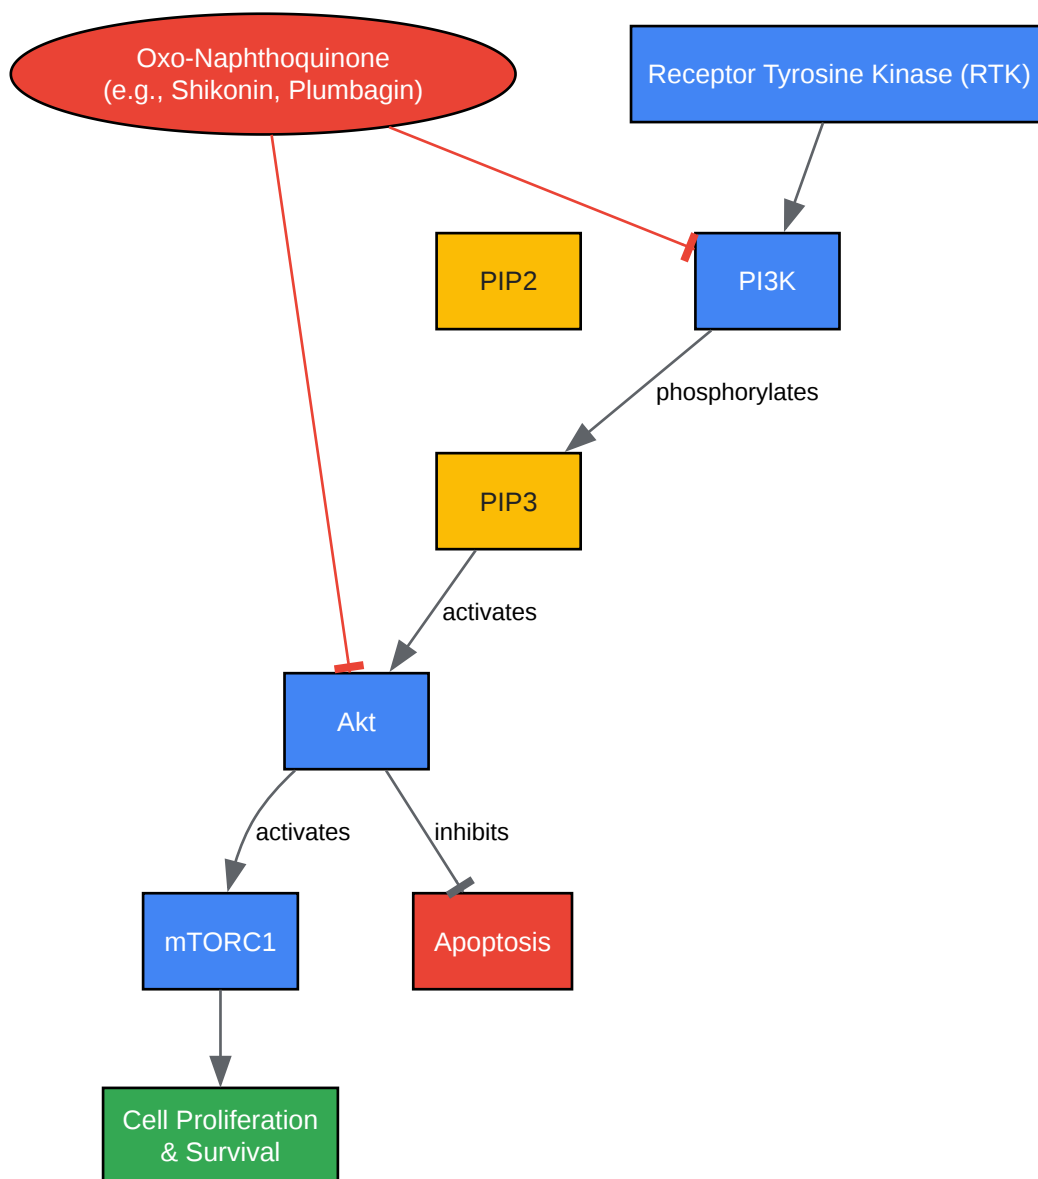 Oxo-Naphthoquinone
(e.g., Shikonin, Plumbagin)
Receptor Tyrosine Kinase (RTK)
PIP2
PI3K
phosphorylates
PIP3
activates
Akt
activates
inhibits
mTORC1
Apoptosis
Cell Proliferation
& Survival